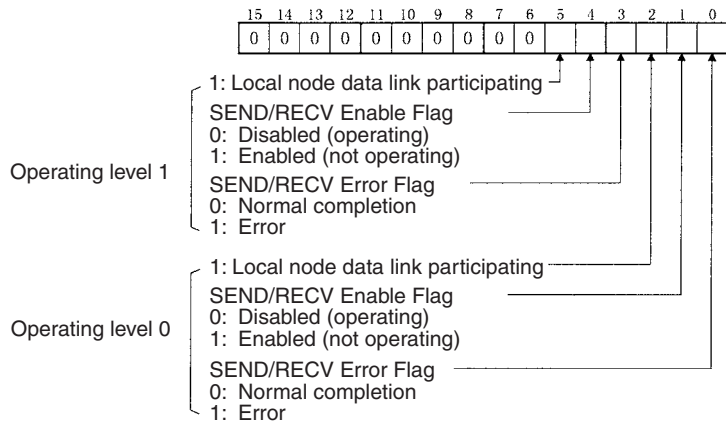 15 14 13 12 11 10 9 8 7 6 5 4 3 2 1 0
0 0 0 0 0 0 0 0 0 0
1: Local node data link participating
SEND/RECV Enable Flag
0: Disabled (operating)
1: Enabled (not operating)
Operating level 1
SEND/RECV Error Flag
0: Normal completion
1: Error
1: Local node data link participating
SEND/RECV Enable Flag
0: Disabled (operating)
Operating level 0
1: Enabled (not operating)
SEND/RECV Error Flag
0: Normal completion
1: Error